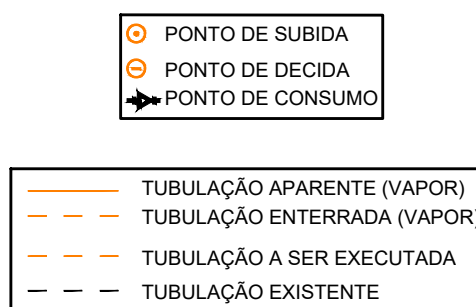 PONTO DE SUBIDA
PONTO DE DECIDA
PONTO DE CONSUMO
TUBULAÇÃO APARENTE (VAPOR)
TUBULAÇÃO ENTERRADA (VAPOR)
TUBULAÇÃO A SER EXECUTADA
TUBULAÇÃO EXISTENTE